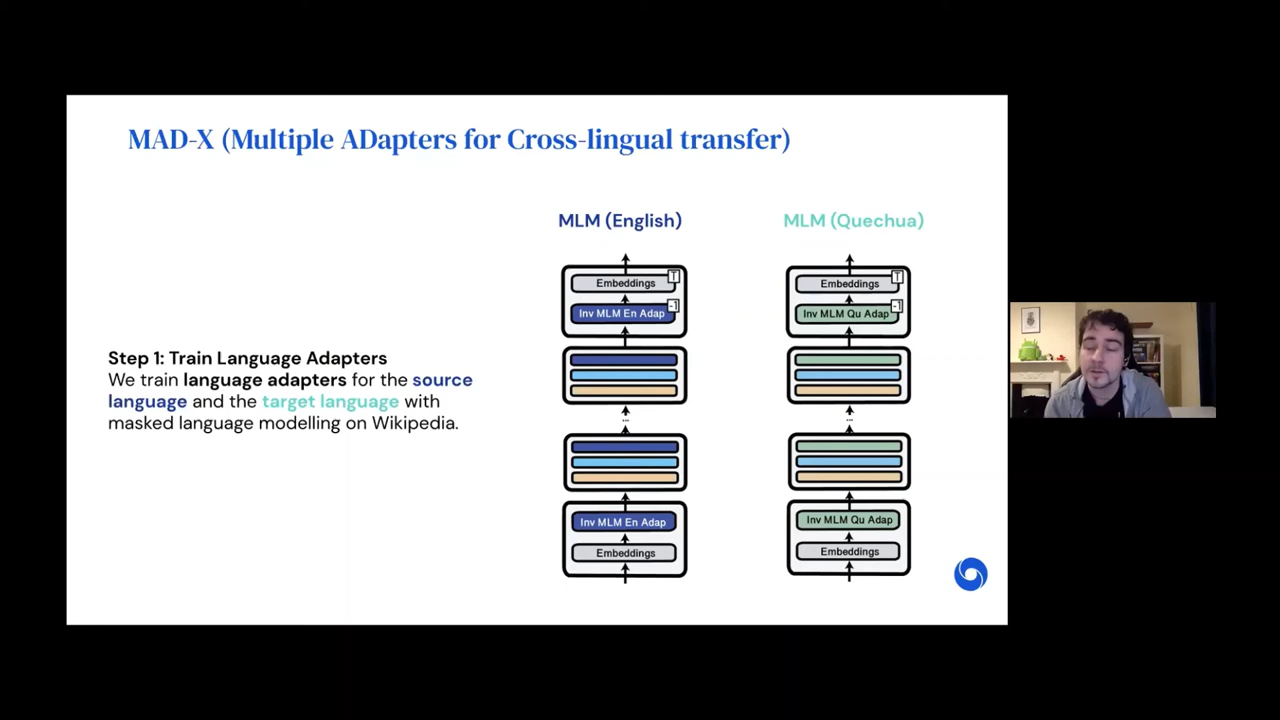 MAD-X (Multiple ADapters for Cross-lingual transfer)
MLM (English)
MLM (Quechua)
Embeddings
T
Inv MLM En Adap
-1
Embeddings
T
Inv MLM Qu Adap
-1
Step 1: Train Language Adapters
We train language adapters for the source
language and the target language with
masked language modelling on Wikipedia.
...
...
Inv MLM En Adap
Embeddings
Inv MLM Qu Adap
Embeddings